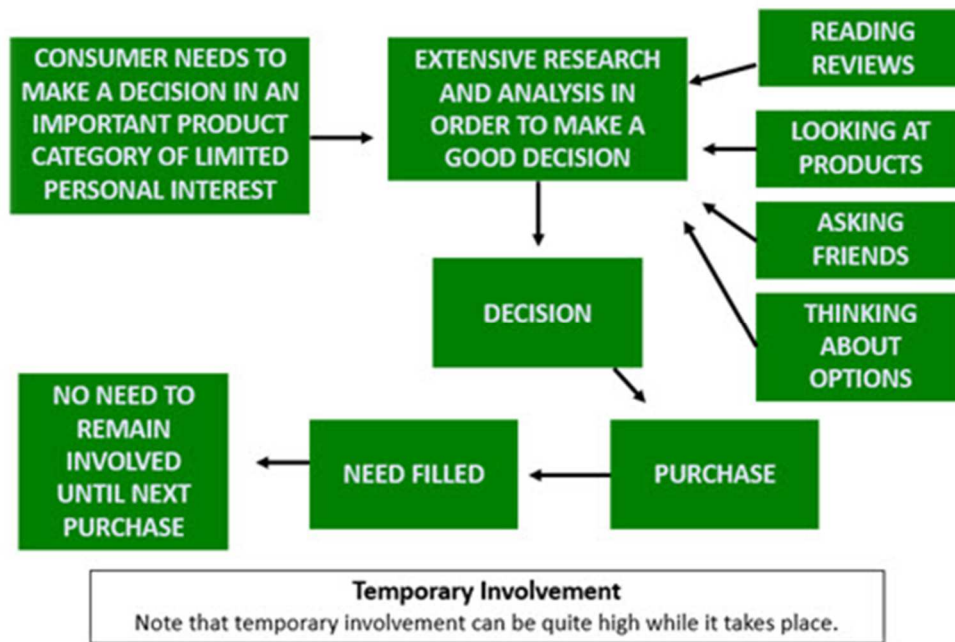 CONSUMER NEEDS TO
MAKE A DECISION IN AN
IMPORTANT PRODUCT
CATEGORY OF LIMITED
PERSONAL INTEREST
EXTENSIVE RESEARCH
AND ANALYSIS IN
ORDER TO MAKE A
GOOD DECISION
READING
REVIEWS
LOOKING AT
PRODUCTS
ASKING
FRIENDS
THINKING
ABOUT
OPTIONS
DECISION
PURCHASE
NEED FILLED
NO NEED TO
REMAIN
INVOLVED
UNTIL NEXT
PURCHASE
Temporary Involvement
Note that temporary involvement can be quite high while it takes place.